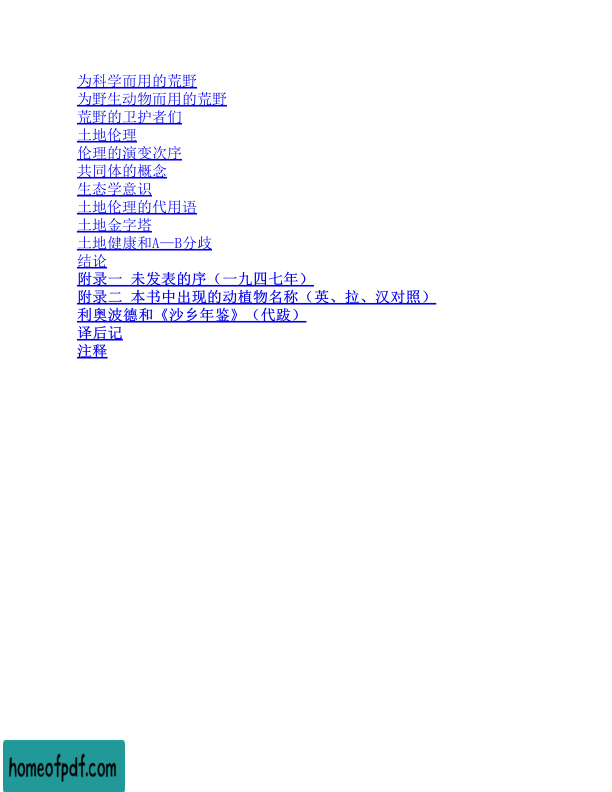 为科学而用的荒野
为野生动物而用的荒野
荒野的卫护者们
土地伦理
伦理的演变次序
共同体的概念
生态学意识
土地伦理的代用语
土地金字塔
土地健康和A—B分歧
结论
附录一 未发表的序（一九四七年）
附录二 本书中出现的动植物名称（英、拉、汉对照）
利奥波德和《沙乡年鉴》（代跋）
译后记
注释
homeofpdf.com